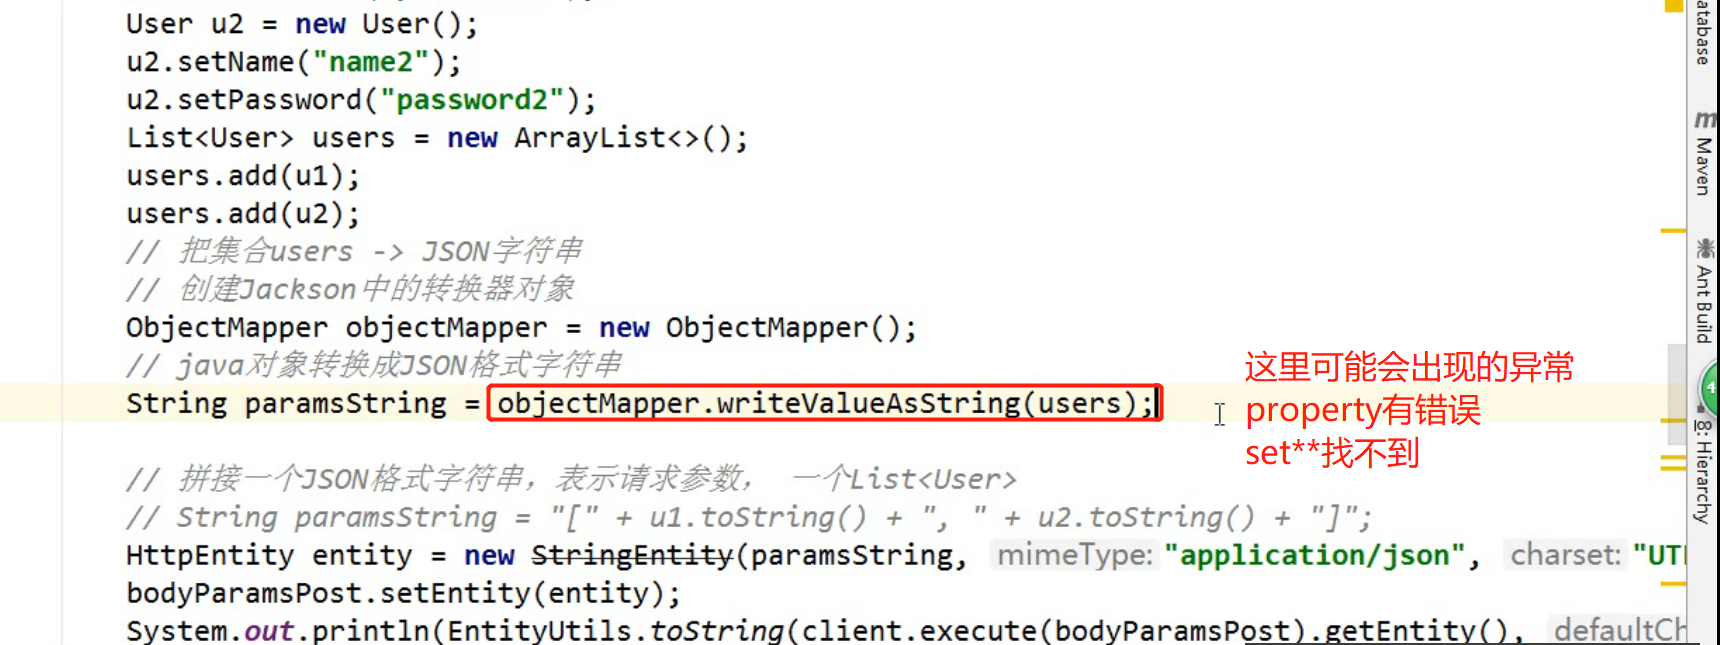 User u2 = new User();
u2.setName("name2");
u2.setPassword("password2");
List<User> users = new ArrayList<>();
users.add(u1);
users.add(u2);
// 把集合users -> JSON字符串
// 创建Jackson中的转换器对象
ObjectMapper objectMapper = new ObjectMapper();
// java对象转换成JSON格式字符串
String paramsString = objectMapper.writeValueAsString(users);
这里可能会出现的异常
property有错误
set**找不到
// 拼接一个JSON格式字符串，表示请求参数， 一个List<User>
// String paramsString = "[" + u1.toString() + ", " + u2.toString() + "]";
HttpEntity entity = new StringEntity(paramsString, mimeType: "application/json", charset: "UT
bodyParamsPost.setEntity(entity);
System.out.println(EntityUtils.toString(client.execute(bodyParamsPost).getEntity(), defaultCh
atabase
m Maven
Ant Build
4
8: Hierarchy